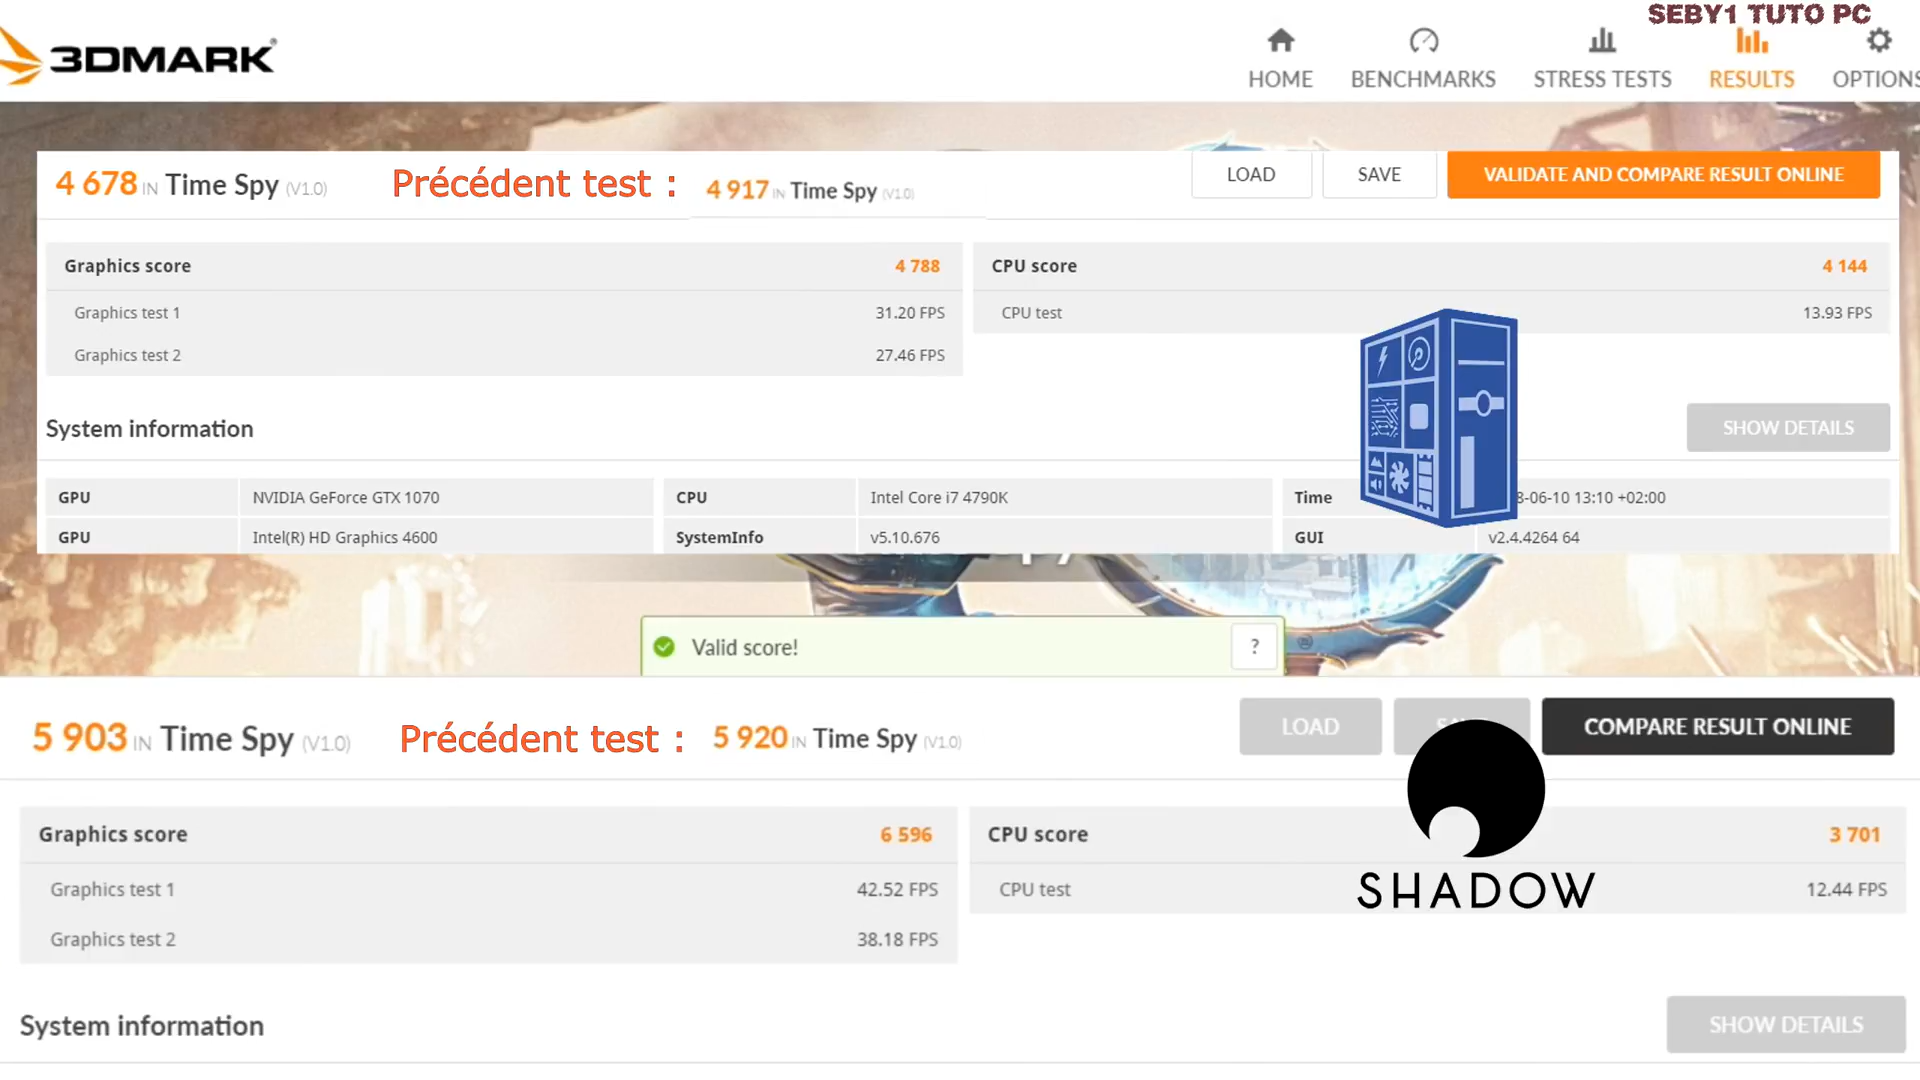 SEBY1 TUTO PC
3DMARK®
HOME BENCHMARKS STRESS TESTS RESULTS OPTIONS
4 678 IN Time Spy (V1.0) Précédent test : 4 917 IN Time Spy (V1.0) LOAD SAVE VALIDATE AND COMPARE RESULT ONLINE
Graphics score 4 788 CPU score 4 144
Graphics test 1 31.20 FPS CPU test 13.93 FPS
Graphics test 2 27.46 FPS
System information SHOW DETAILS
GPU NVIDIA GeForce GTX 1070 CPU Intel Core i7 4790K Time 8-06-10 13:10 +02:00
GPU Intel(R) HD Graphics 4600 SystemInfo v5.10.676 GUI v2.4.4264 64
Valid score! ?
5 903 IN Time Spy (V1.0) Précédent test : 5 920 IN Time Spy (V1.0) LOAD COMPARE RESULT ONLINE
Graphics score 6 596 CPU score 3 701
Graphics test 1 42.52 FPS CPU test 12.44 FPS
SHADOW
Graphics test 2 38.18 FPS
System information SHOW DETAILS